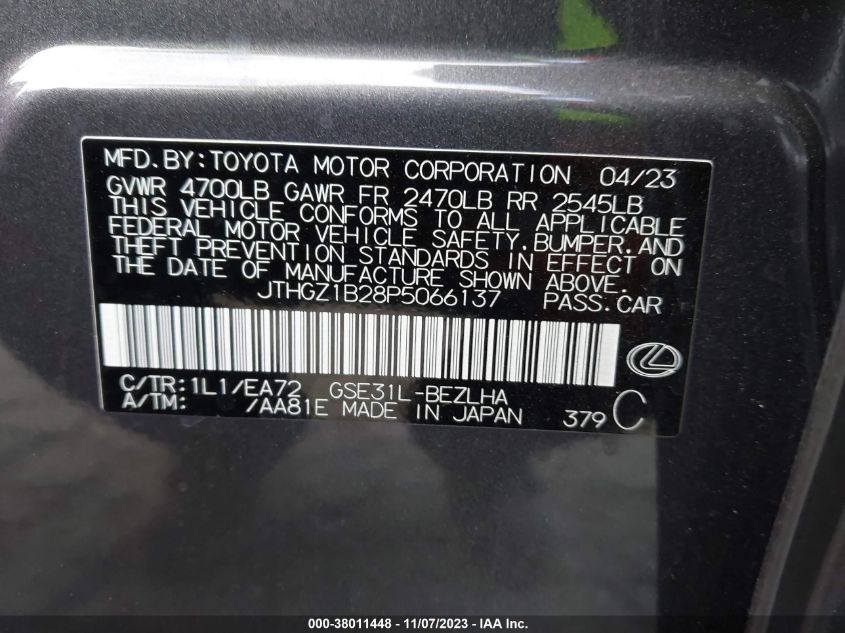 MFD.BY:TOYOTA MOTOR CORPORATION 04/23
GVWR 4700LB GAWR FR 2470LB RR 2545LB
THIS VEHICLE CONFORMS TO ALL APPLICABLE
FEDERAL MOTOR VEHICLE SAFETY,BUMPER,AND
THEFT PREVENTION STANDARDS IN EFFECT ON
THE DATE OF MANUFACTURE SHOWN ABOVE.
JTHGZ1B28P5066137 PASS.CAR
C/TR:1L1/EA72 GSE31L-BEZLHA
A/TM: /AA81E MADE IN JAPAN 379 C
000-38011448 - 11/07/2023 - IAA Inc.